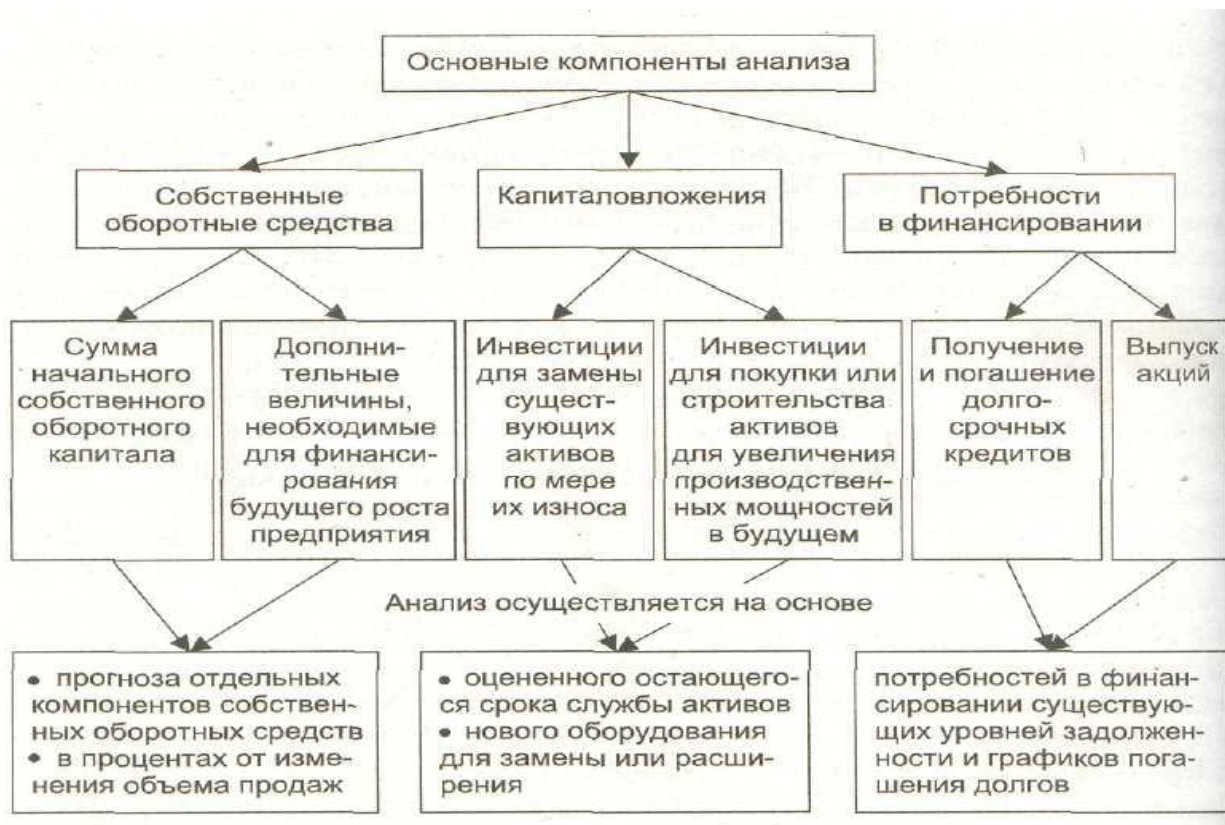 Основные компоненты анализа
Собственные
оборотные средства
Капиталовложения
Потребности
в финансировании
Сумма
начального
собственного
оборотного
капитала
Дополни-
тельные
величины,
необходимые
для финанси-
рования
будущего роста
предприятия
Инвестиции
для замены
сущест-
вующих
активов
по мере
их износа
Инвестиции
для покупки или
строительства
активов
для увеличения
производствен-
ных мощностей
в будущем
Получение
и погашение
долго-
срочных
кредитов
Выпуск
акций
Анализ осуществляется на основе
• прогноза отдельных
компонентов собствен-
ных оборотных средств
• в процентах от изме-
нения объема продаж
• оцененного остающего-
ся срока службы активов
• нового оборудования
для замены или расши-
рения
потребностей в финан-
сировании существую-
щих уровней задолжен-
ности и графиков пога-
шения долгов